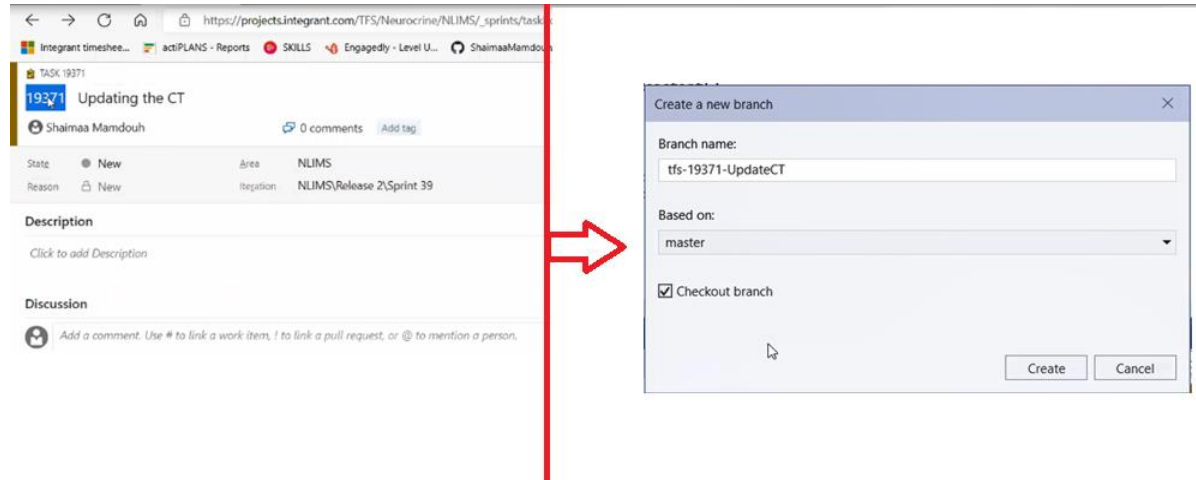 https://projects.integrant.com/TFS/Neurocrine/NLIMS/_sprints/task
Integrant timeshee... actiPLANS - Reports SKILLS Engagedly - Level U... ShaimaaMamdouh
TASK 19371
19371 Updating the CT
Shaimaa Mamdouh 0 comments Add tag
State New Area NLIMS
Reason New Iteration NLIMS\Release 2\Sprint 39
Description
Click to add Description
Discussion
Add a comment. Use # to link a work item, ! to link a pull request, or @ to mention a person.
Create a new branch
Branch name:
tfs-19371-UpdateCT
Based on:
master
Checkout branch
Create Cancel